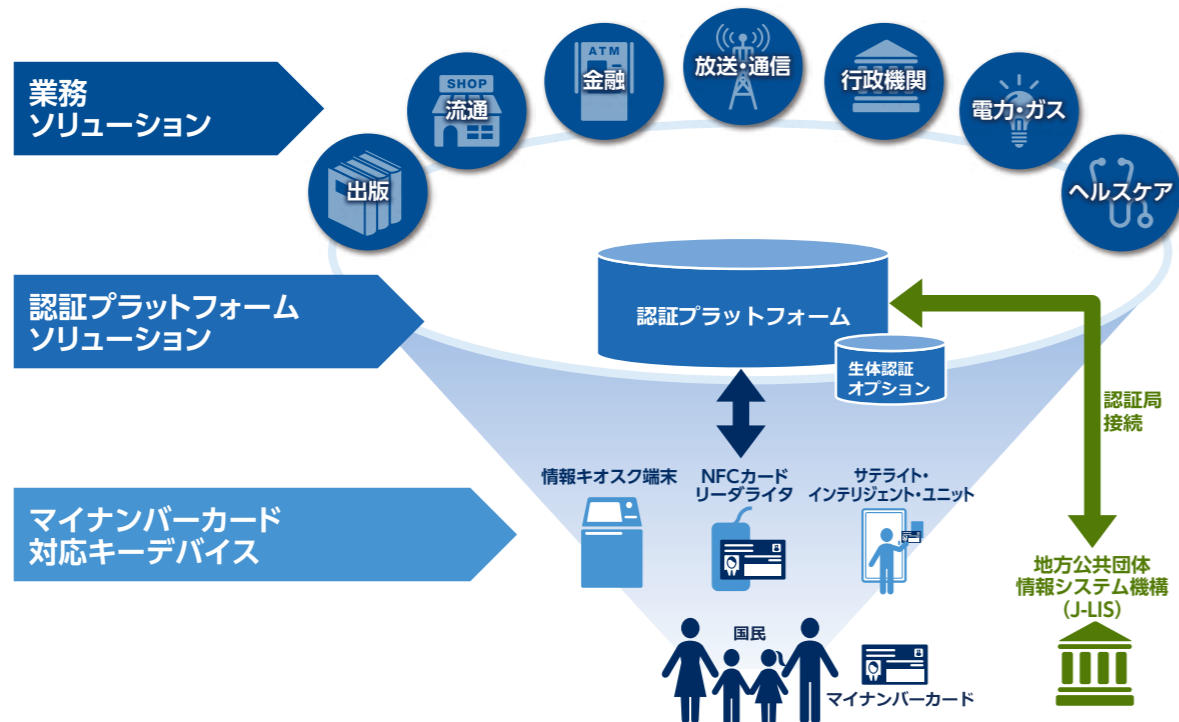 業務
ソリューション
出版
SHOP
流通
ATM
金融
放送・通信
行政機関
電力・ガス
ヘルスケア
認証プラットフォーム
ソリューション
認証プラットフォーム
生体認証
オプション
認証局
接続
マイナンバーカード
対応キーデバイス
情報キオスク端末
NFCカード
リーダライタ
サテライト・
インテリジェント・ユニット
地方公共団体
情報システム機構
(J-LIS)
国民
マイナンバーカード